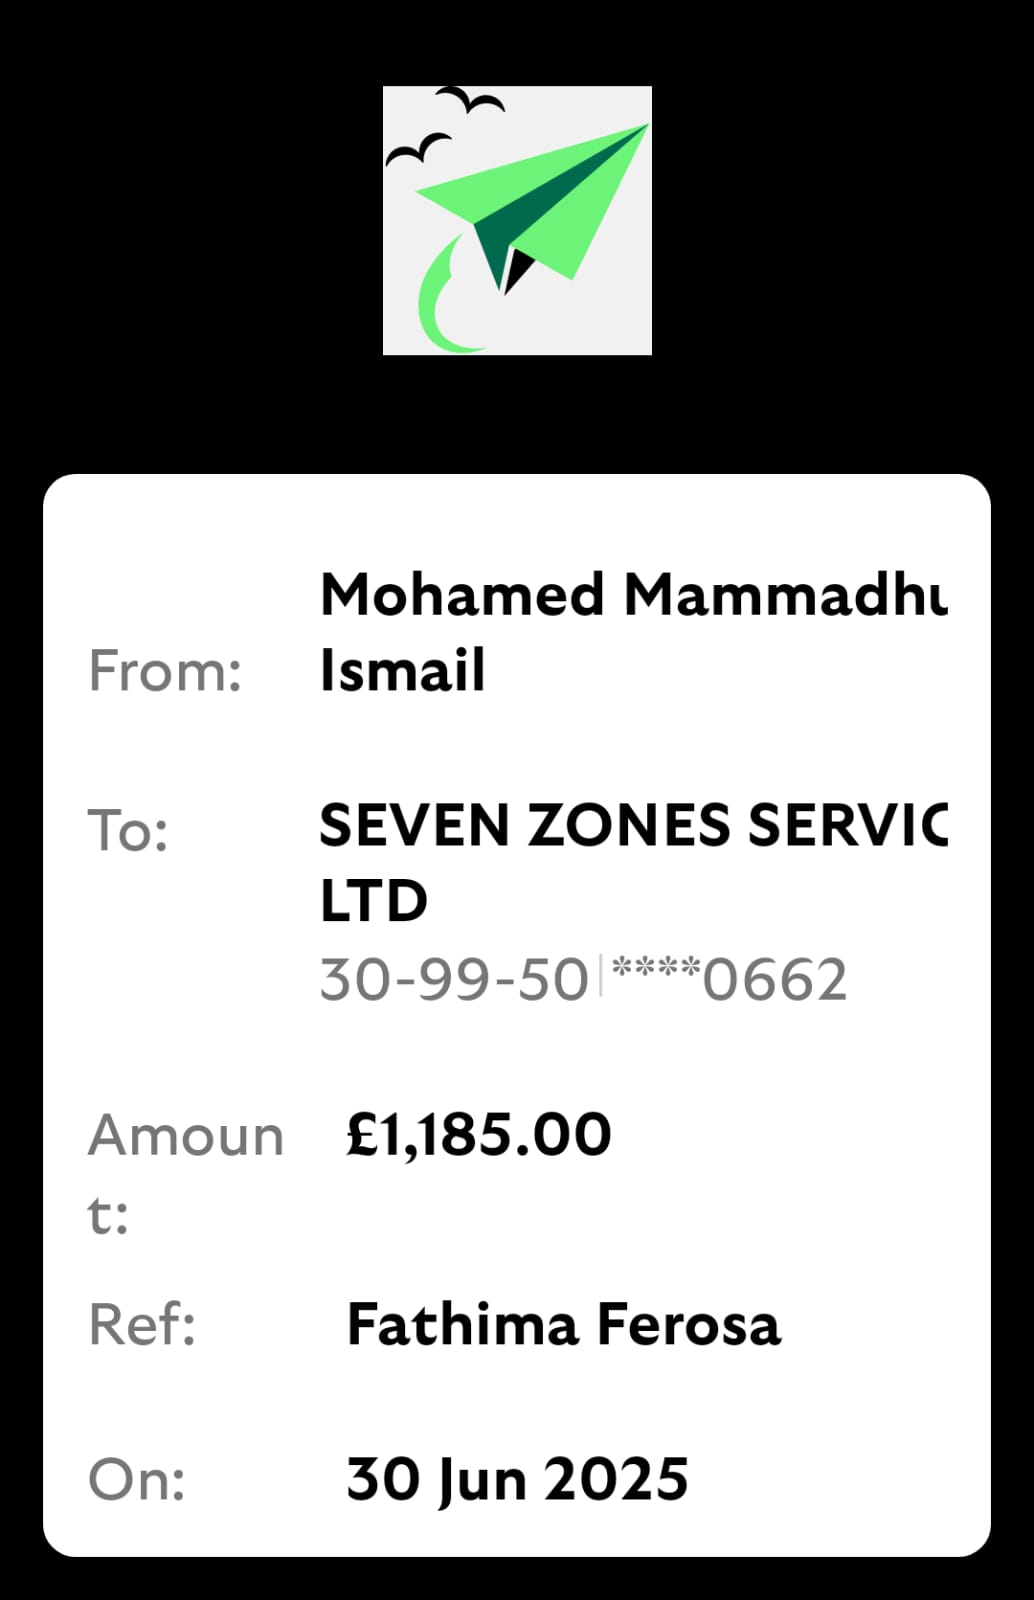 Mohamed Mammadhu
From: Ismail
To: SEVEN ZONES SERVIC
LTD
30-99-50 | ****0662
Amoun £1,185.00
t:
Ref: Fathima Ferosa
On: 30 Jun 2025